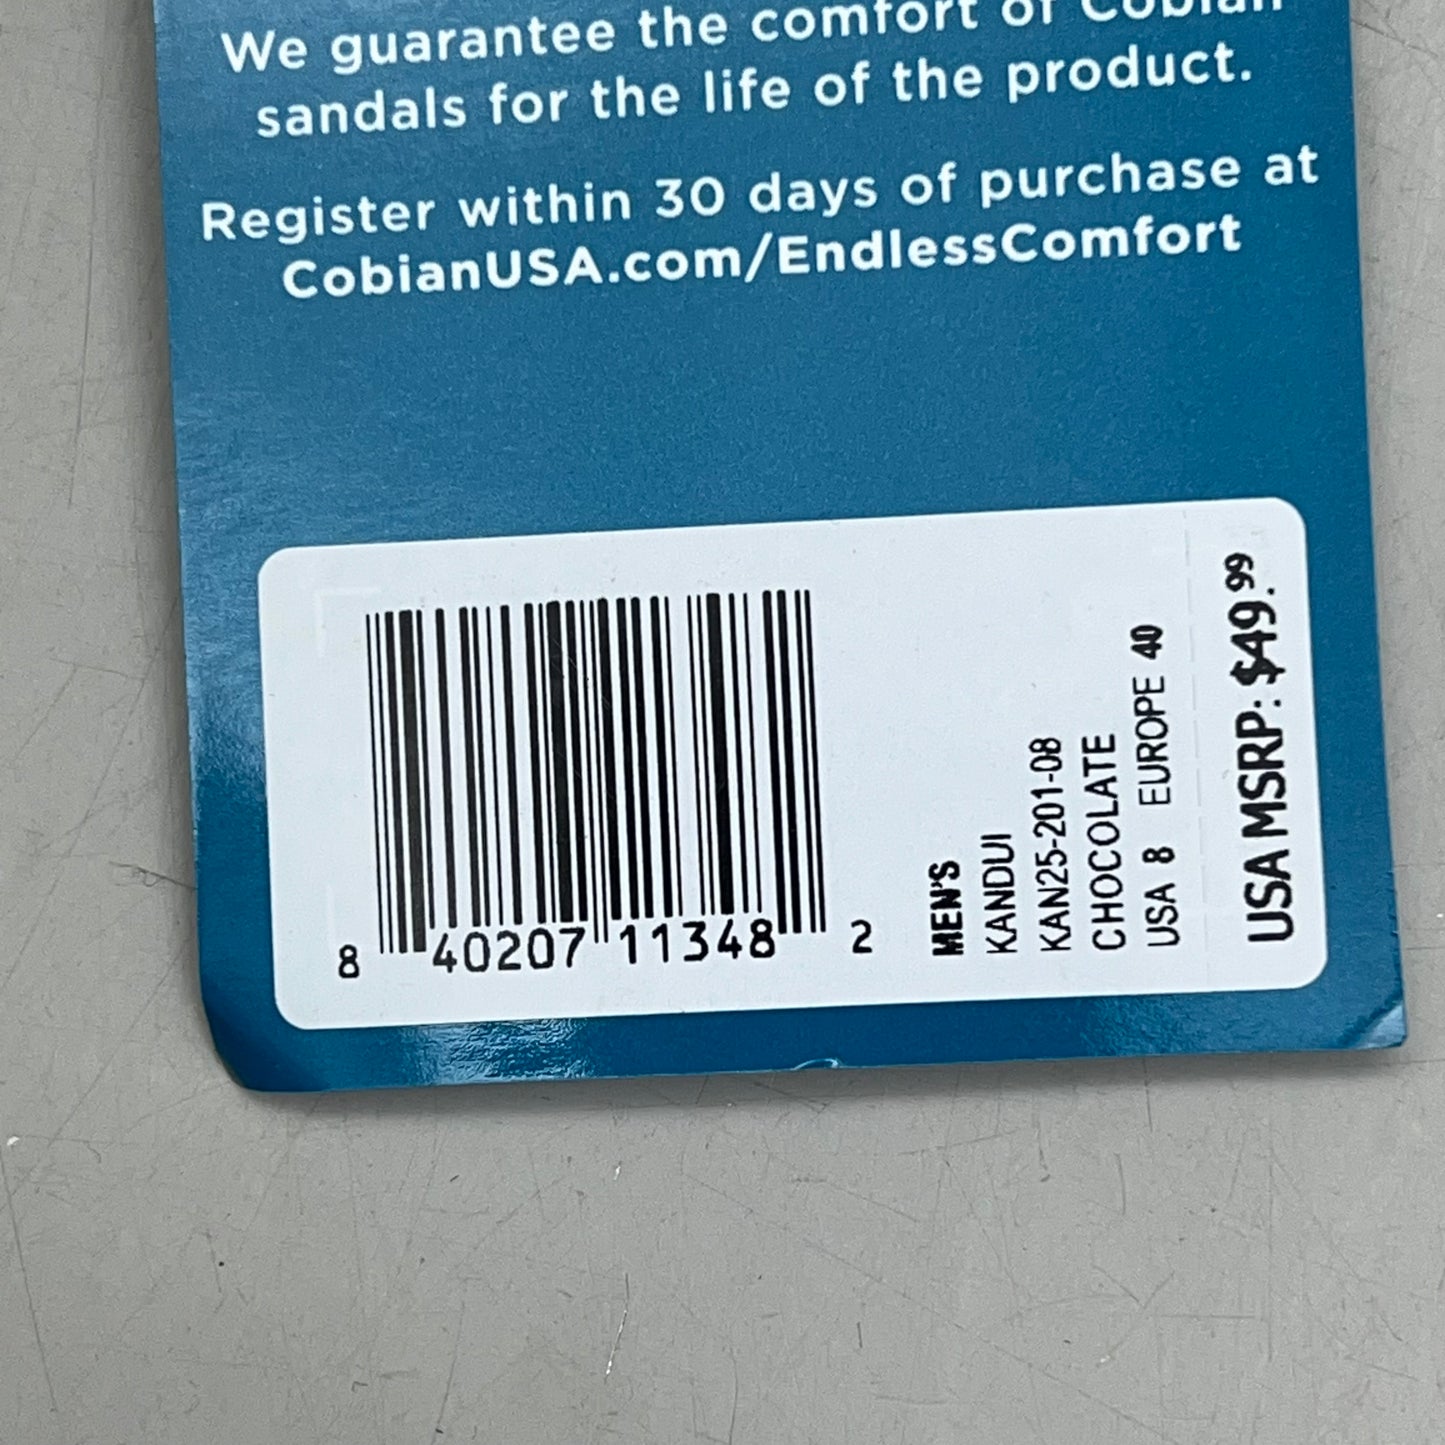 We guarantee the comfort of Cobian
sandals for the life of the product.
Register within 30 days of purchase at
CobianUSA.com/EndlessComfort
8 40207 11348 2
MEN'S
KANDUI
KAN25-201-08
CHOCOLATE
USA 8 EUROPE 40
USA MSRP: $49.99